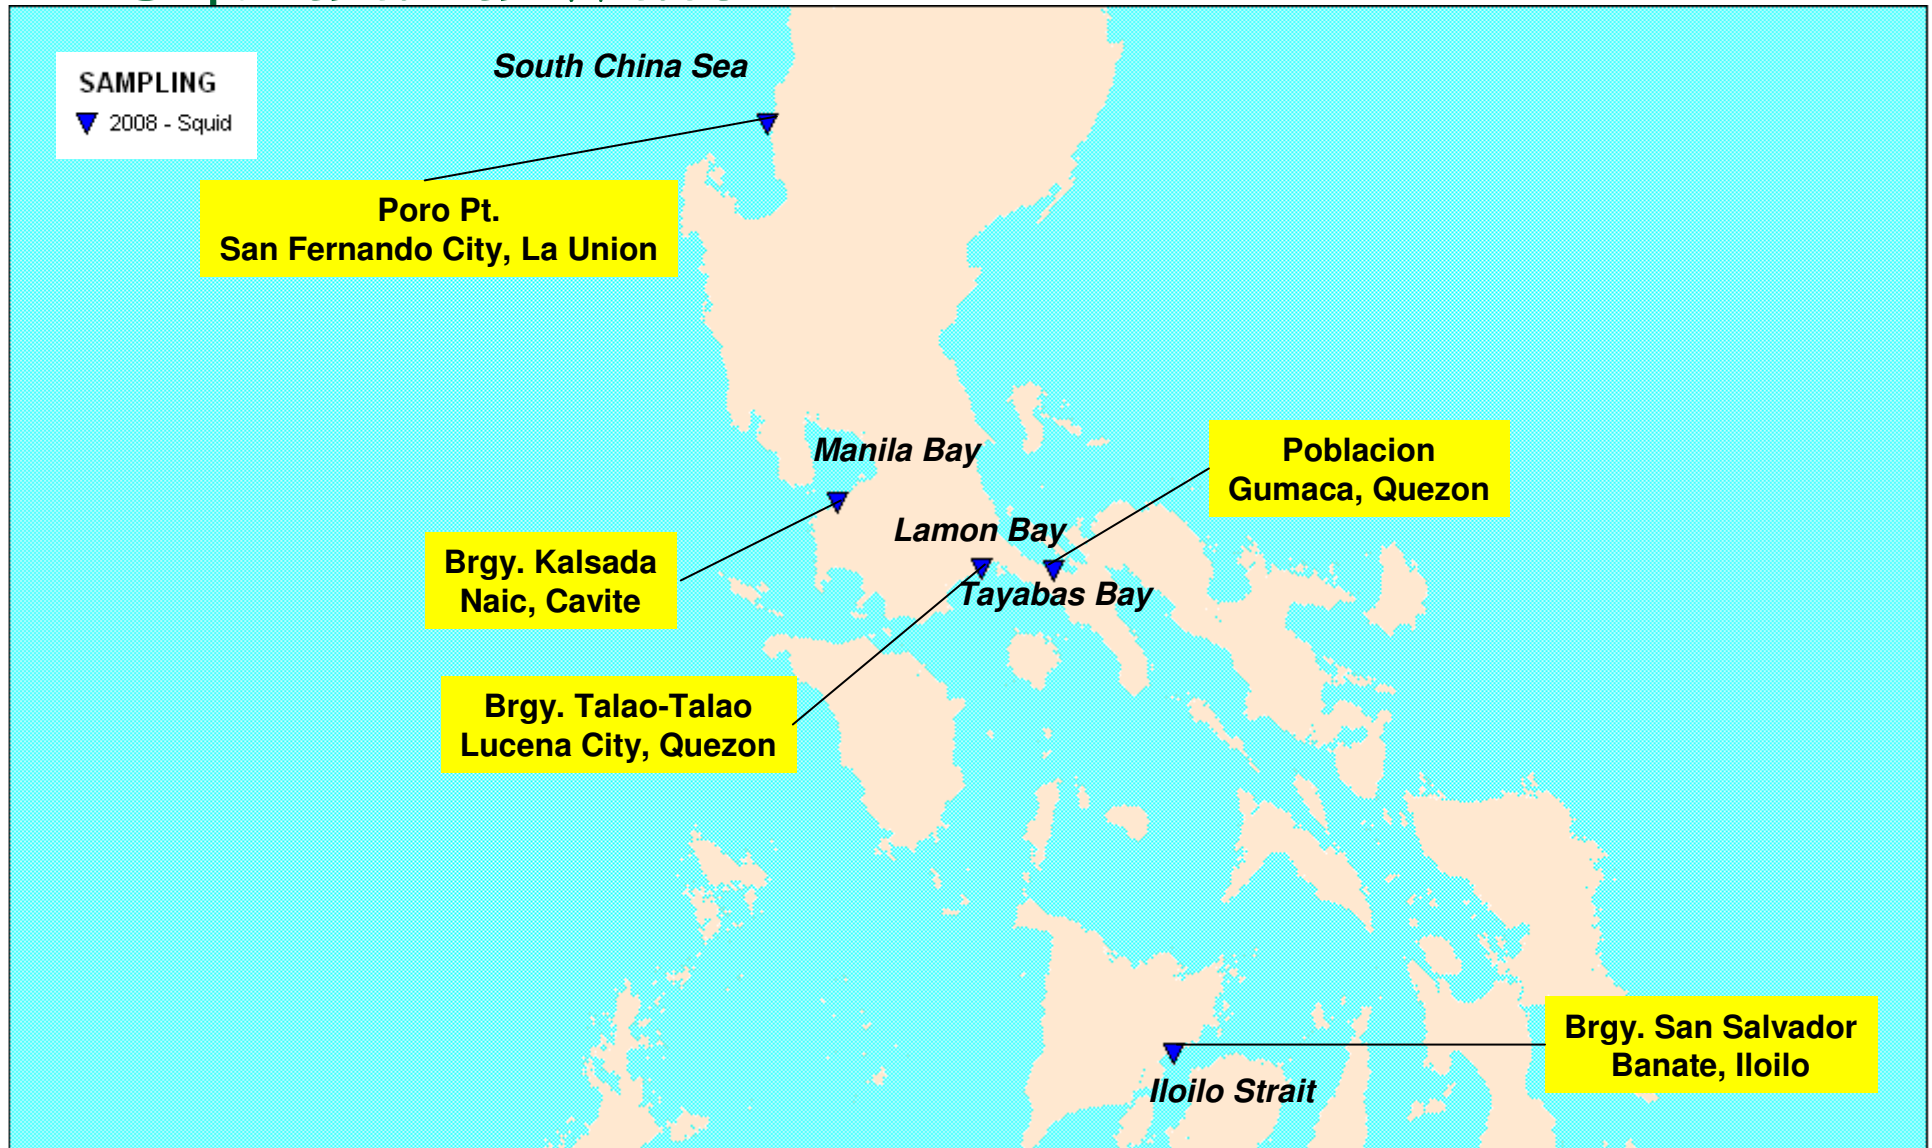 South China Sea
SAMPLING
2008 - Squid
Poro Pt.
San Fernando City, La Union
Manila Bay
Poblacion
Gumaca, Quezon
Lamon Bay
Brgy. Kalsada
Naic, Cavite
Tayabas Bay
Brgy. Talao-Talao
Lucena City, Quezon
Brgy. San Salvador
Banate, Iloilo
Iloilo Strait